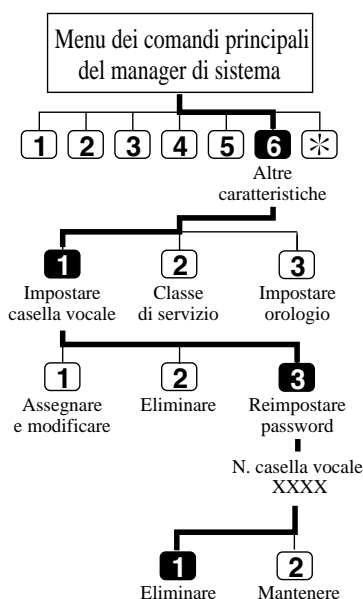 Menu dei comandi principali
del manager di sistema
1 2 3 4 5 6 *
Altre
caratteristiche
1 2 3
Impostare
casella vocale
Classe
di servizio
Impostare
orologio
1 2 3
Assegnare
e modificare
Eliminare
Reimpostare
password
N. casella vocale
XXXX
1 2
Eliminare
Mantenere